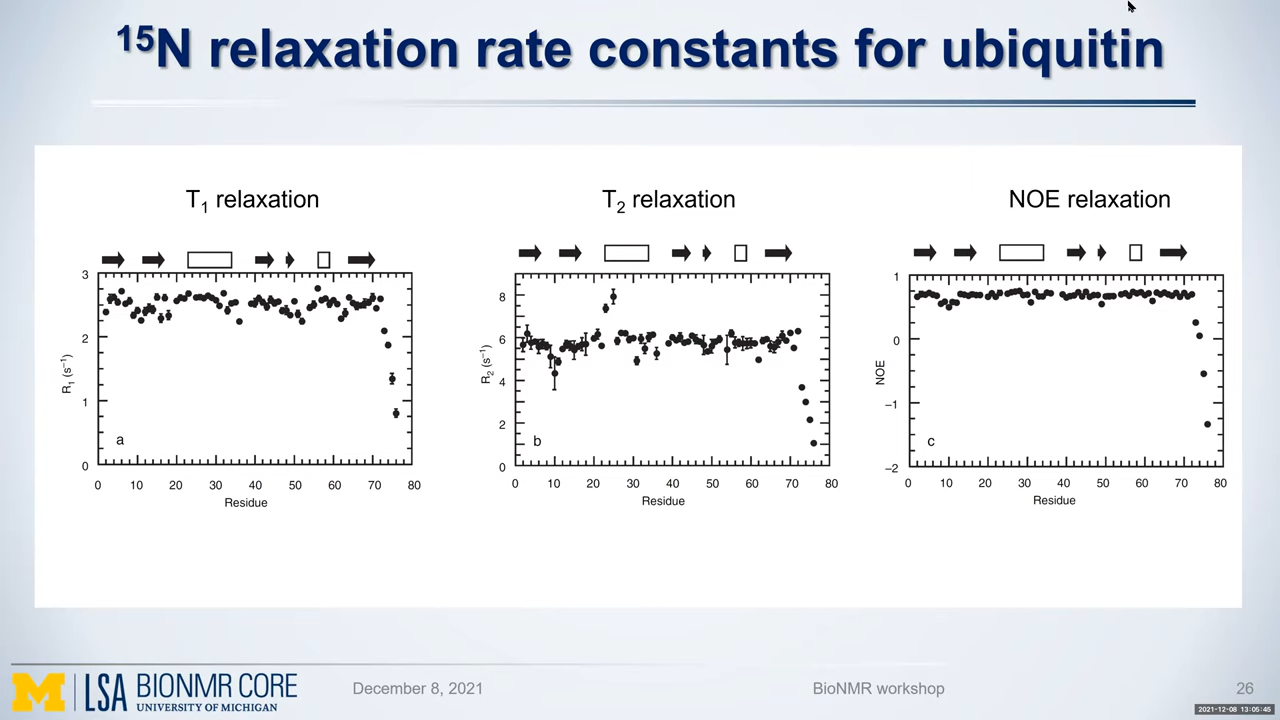 ¹⁵N relaxation rate constants for ubiquitin
T₁ relaxation
T₂ relaxation
NOE relaxation
3
2
1
0
R₁ (s⁻¹)
a
0 10 20 30 40 50 60 70 80
Residue
8
6
4
2
0
R₂ (s⁻¹)
b
0 10 20 30 40 50 60 70 80
Residue
1
0
−1
−2
NOE
c
0 10 20 30 40 50 60 70 80
Residue
M LSA BIONMR CORE
UNIVERSITY OF MICHIGAN
December 8, 2021
BioNMR workshop
26
2021-12-08 13:05:45